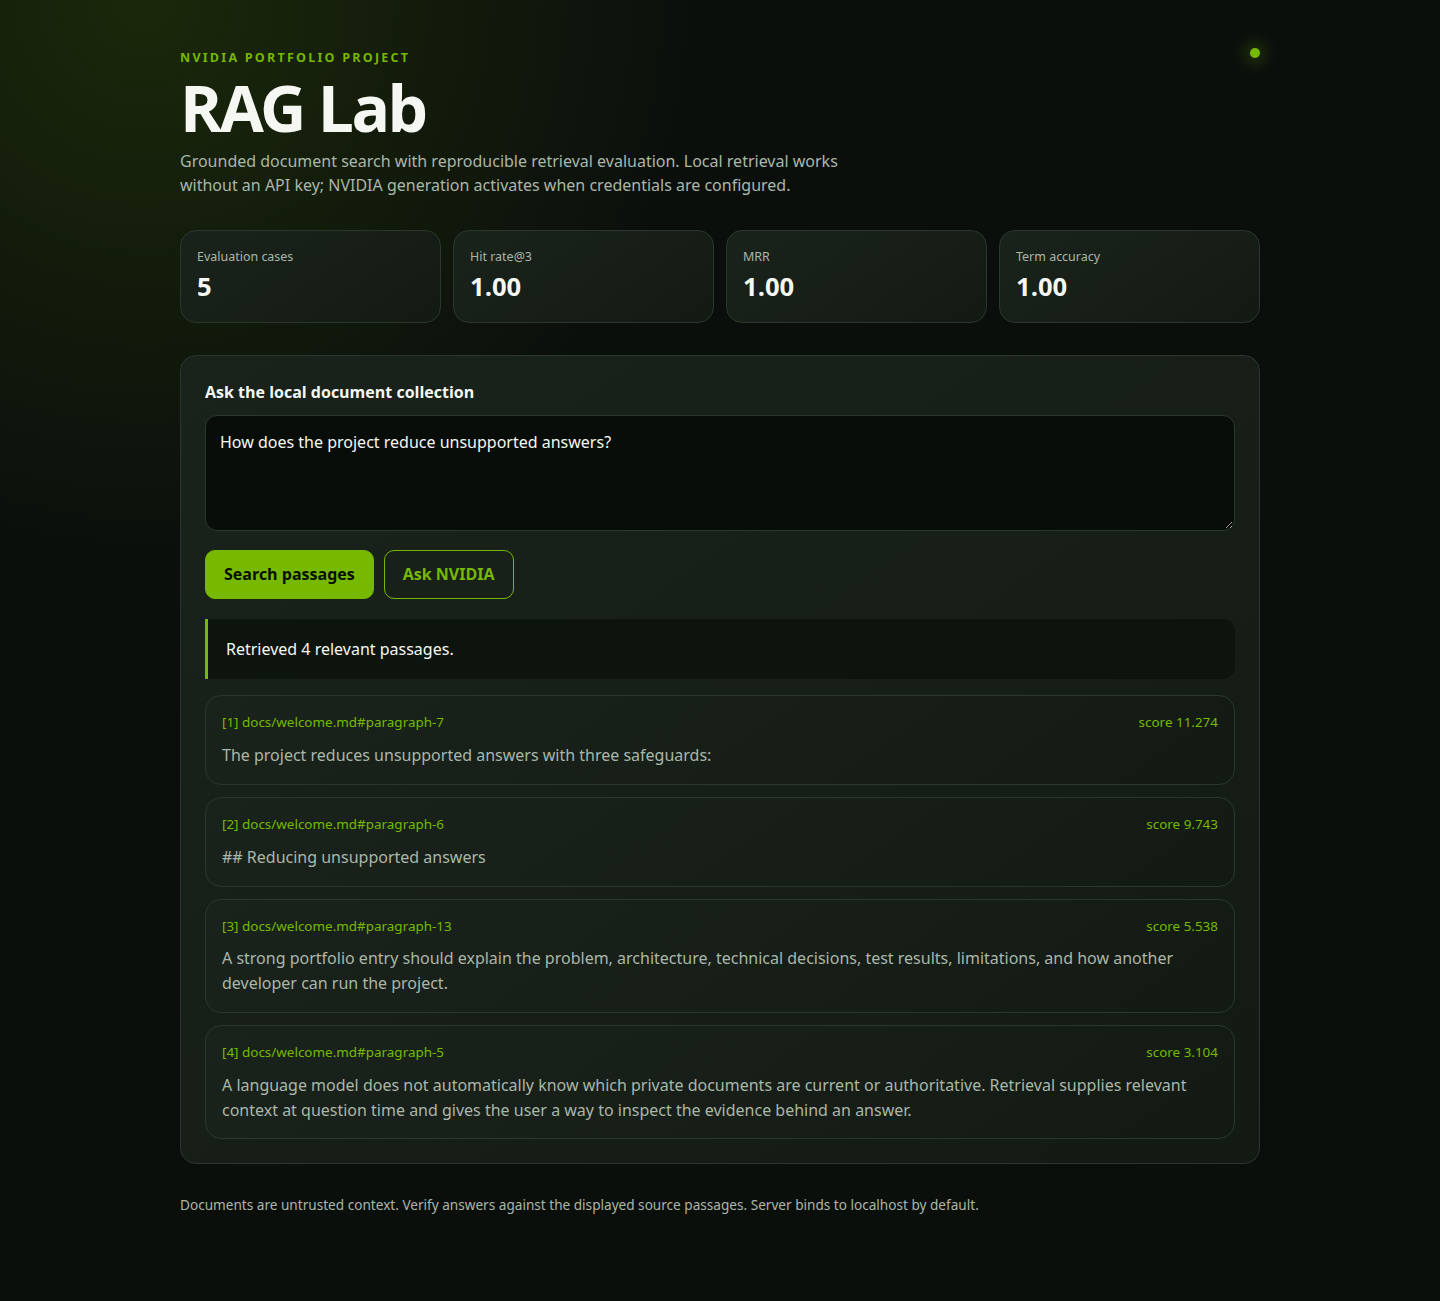 NVIDIA PORTFOLIO PROJECT
RAG Lab
Grounded document search with reproducible retrieval evaluation. Local retrieval works
without an API key; NVIDIA generation activates when credentials are configured.
Evaluation cases
5
Hit rate@3
1.00
MRR
1.00
Term accuracy
1.00
Ask the local document collection
How does the project reduce unsupported answers?
Search passages
Ask NVIDIA
Retrieved 4 relevant passages.
[1] docs/welcome.md#paragraph-7
score 11.274
The project reduces unsupported answers with three safeguards:
[2] docs/welcome.md#paragraph-6
score 9.743
## Reducing unsupported answers
[3] docs/welcome.md#paragraph-13
score 5.538
A strong portfolio entry should explain the problem, architecture, technical decisions, test results, limitations, and how another
developer can run the project.
[4] docs/welcome.md#paragraph-5
score 3.104
A language model does not automatically know which private documents are current or authoritative. Retrieval supplies relevant
context at question time and gives the user a way to inspect the evidence behind an answer.
Documents are untrusted context. Verify answers against the displayed source passages. Server binds to localhost by default.